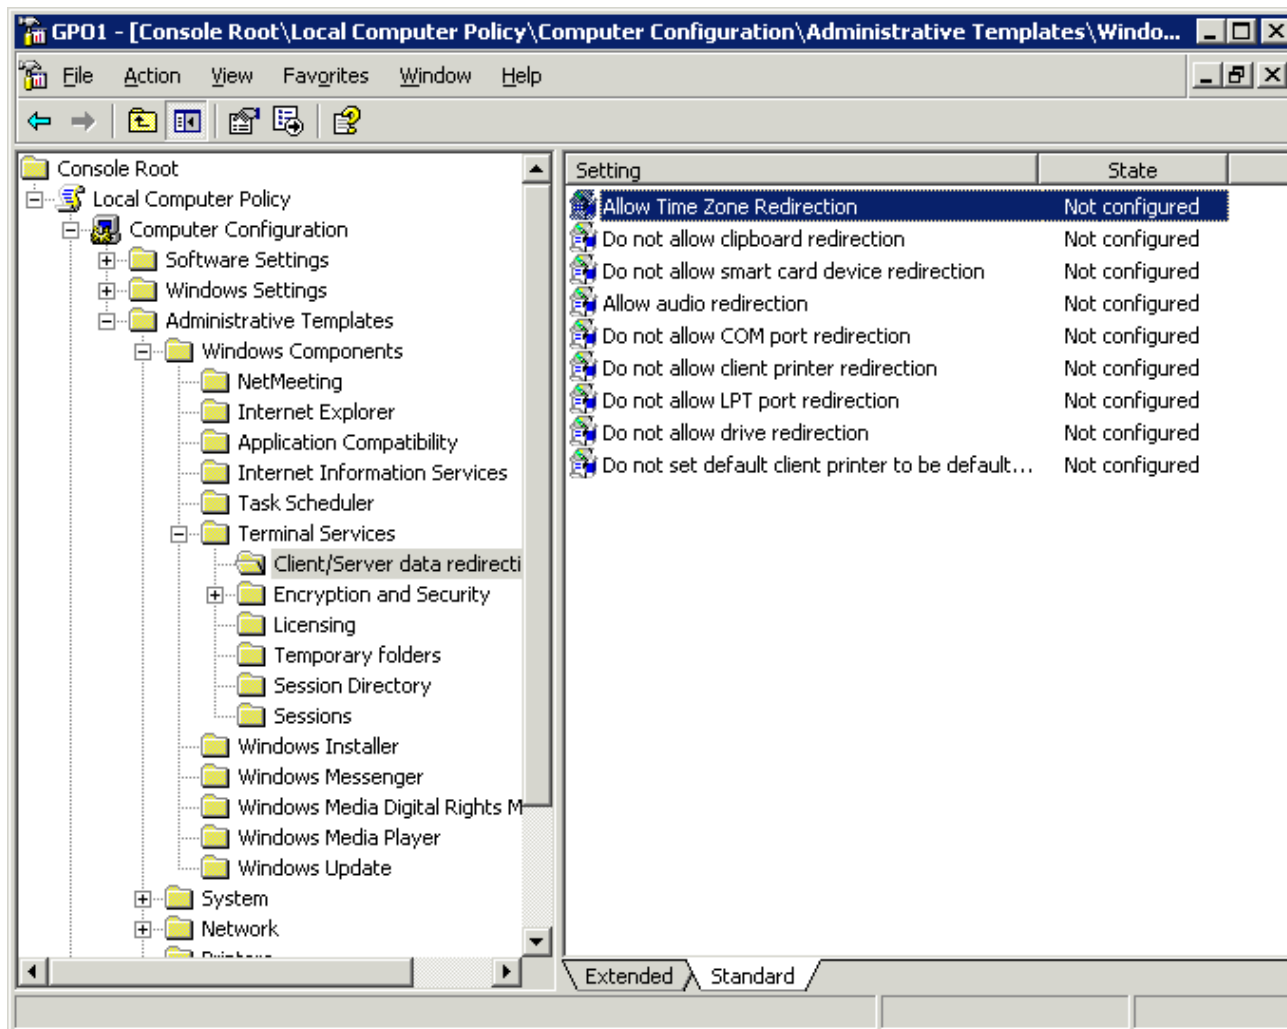 GPO1 - [Console Root\Local Computer Policy\Computer Configuration\Administrative Templates\Windo...
File Action View Favorites Window Help
Console Root
Local Computer Policy
Computer Configuration
Software Settings
Windows Settings
Administrative Templates
Windows Components
NetMeeting
Internet Explorer
Application Compatibility
Internet Information Services
Task Scheduler
Terminal Services
Client/Server data redirecti
Encryption and Security
Licensing
Temporary folders
Session Directory
Sessions
Windows Installer
Windows Messenger
Windows Media Digital Rights M
Windows Media Player
Windows Update
System
Network
Setting State
Allow Time Zone Redirection Not configured
Do not allow clipboard redirection Not configured
Do not allow smart card device redirection Not configured
Allow audio redirection Not configured
Do not allow COM port redirection Not configured
Do not allow client printer redirection Not configured
Do not allow LPT port redirection Not configured
Do not allow drive redirection Not configured
Do not set default client printer to be default... Not configured
Extended Standard